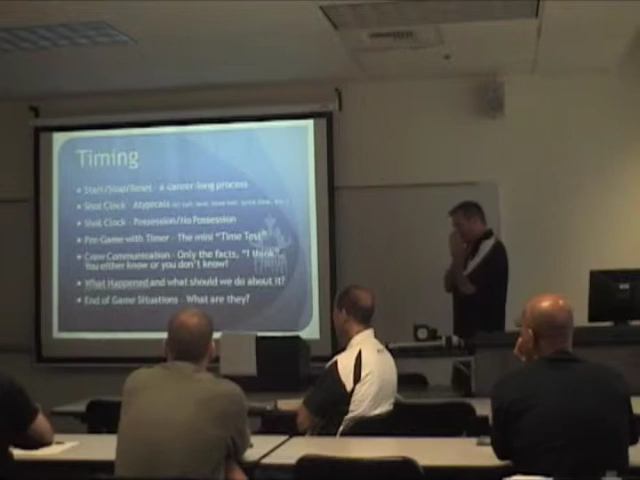 Timing
Start/Stop/Reset - a career-long process
Shot Clock - Atypicals
Shot Clock - Possession/No Possession
Pre-Game with Timer - The mini "Time Test"
Crew Communication - Only the facts, "I think"
You either know or you don't know!
What Happened and what should we do about it?
End of Game Situations - What are they?